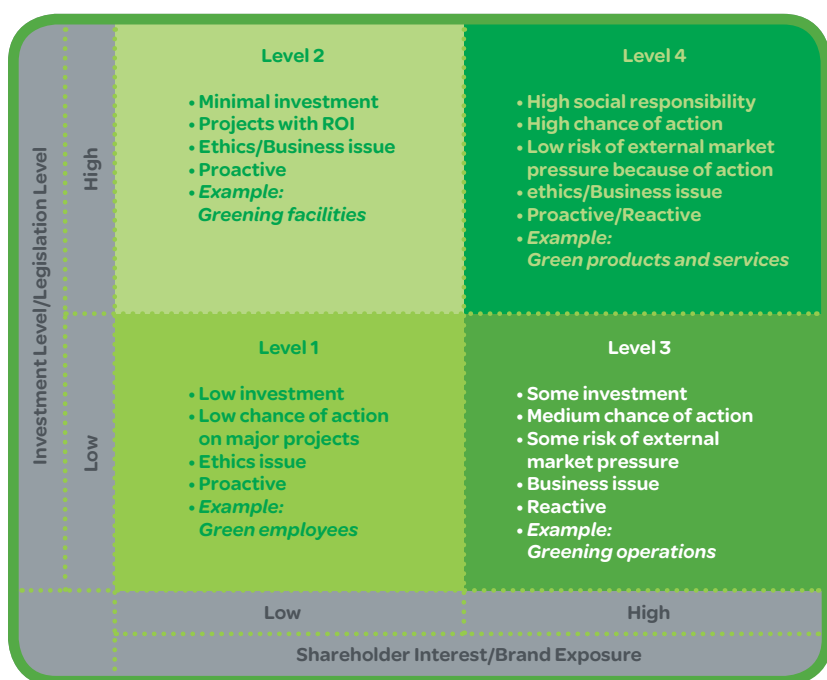 Investment Level/Legislation Level
High
Low
Level 2
• Minimal investment
• Projects with ROI
• Ethics/Business issue
• Proactive
• Example:
Greening facilities
Level 4
• High social responsibility
• High chance of action
• Low risk of external market
pressure because of action
• ethics/Business issue
• Proactive/Reactive
• Example:
Green products and services
Level 1
• Low investment
• Low chance of action
on major projects
• Ethics issue
• Proactive
• Example:
Green employees
Level 3
• Some investment
• Medium chance of action
• Some risk of external
market pressure
• Business issue
• Reactive
• Example:
Greening operations
Low
High
Shareholder Interest/Brand Exposure